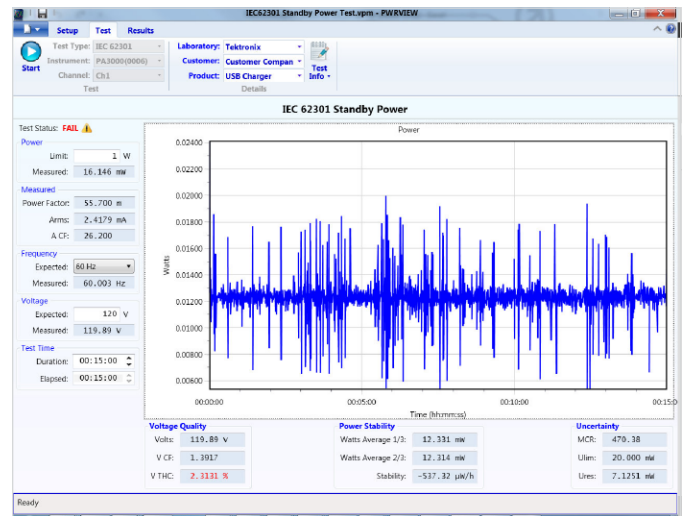 IEC62301 Standby Power Test.vpm - PWRVIEW
Setup Test Results
Start
Test Type: IEC 62301
Instrument: PA3000(0006)
Channel: Ch1
Test
Laboratory: Tektronix
Customer: Customer Compan
Product: USB Charger
Test
Info
Details
IEC 62301 Standby Power
Test Status: FAIL
Power
Limit: 1 W
Measured: 16.146 mW
Measured
Power Factor: 55.700 m
Arms: 2.4179 mA
A CF: 26.200
Frequency
Expected: 60 Hz
Measured: 60.003 Hz
Voltage
Expected: 120 V
Measured: 119.89 V
Test Time
Duration: 00:15:00
Elapsed: 00:15:00
Power
Watts
0.02400
0.02200
0.02000
0.01800
0.01600
0.01400
0.01200
0.01000
0.00800
0.00600
00:00:00 00:05:00 00:10:00 00:15:0
Time (hh:mm:ss)
Voltage Quality
Volts: 119.89 V
V CF: 1.3917
V THC: 2.3131 %
Power Stability
Watts Average 1/3: 12.331 mW
Watts Average 2/3: 12.314 mW
Stability: -537.32 µW/h
Uncertainty
MCR: 470.38
Ulim: 20.000 mW
Ures: 7.1251 mW
Ready